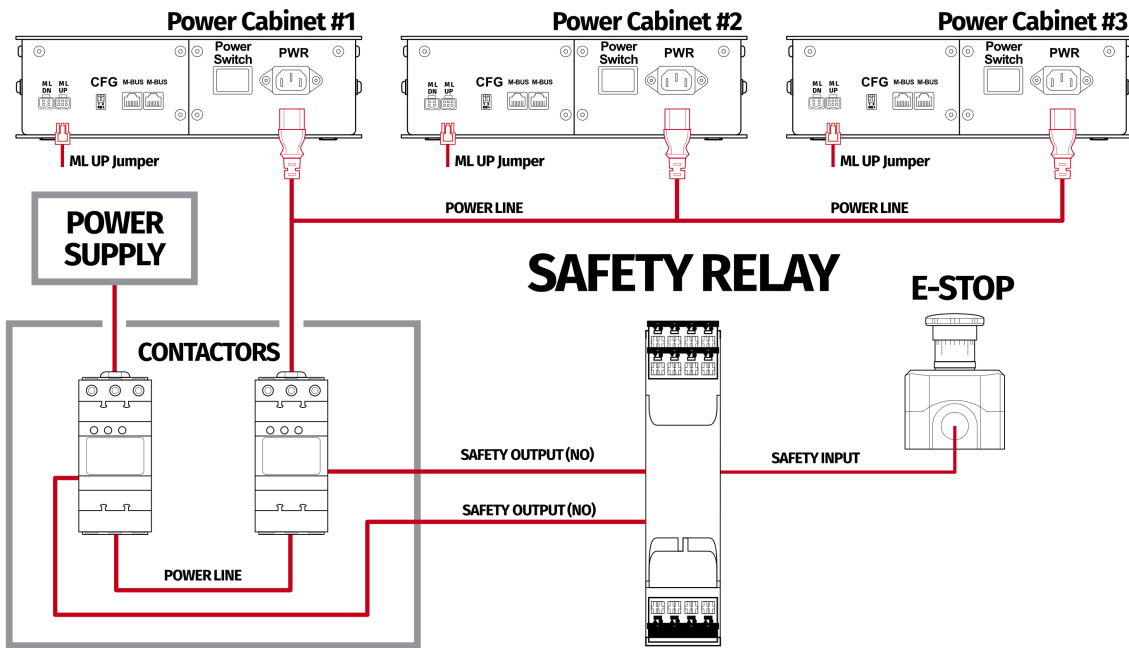 Power Cabinet #1
Power Cabinet #2
Power Cabinet #3
Power
Switch
PWR
ML
DN
ML
UP
CFG
M-BUS M-BUS
Power
Switch
PWR
ML
DN
ML
UP
CFG
M-BUS M-BUS
Power
Switch
PWR
ML
DN
ML
UP
CFG
M-BUS M-BUS
ML UP Jumper
ML UP Jumper
ML UP Jumper
POWER LINE
POWER LINE
POWER
SUPPLY
SAFETY RELAY
E-STOP
CONTACTORS
SAFETY OUTPUT (NO)
SAFETY INPUT
SAFETY OUTPUT (NO)
POWER LINE